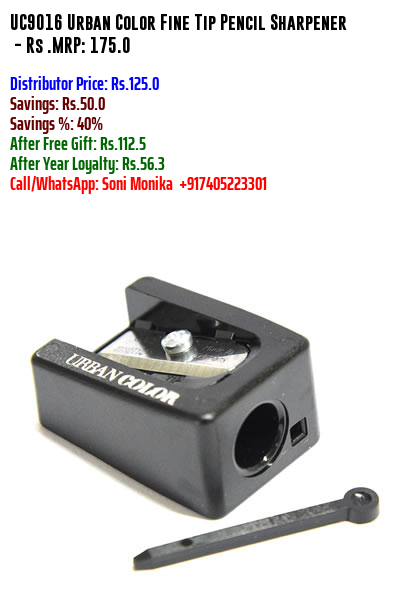 UC9016 Urban Color Fine Tip Pencil Sharpener
- Rs .MRP: 175.0
Distributor Price: Rs.125.0
Savings: Rs.50.0
Savings %: 40%
After Free Gift: Rs.112.5
After Year Loyalty: Rs.56.3
Call/WhatsApp: Soni Monika +917405223301
URBAN COLOR